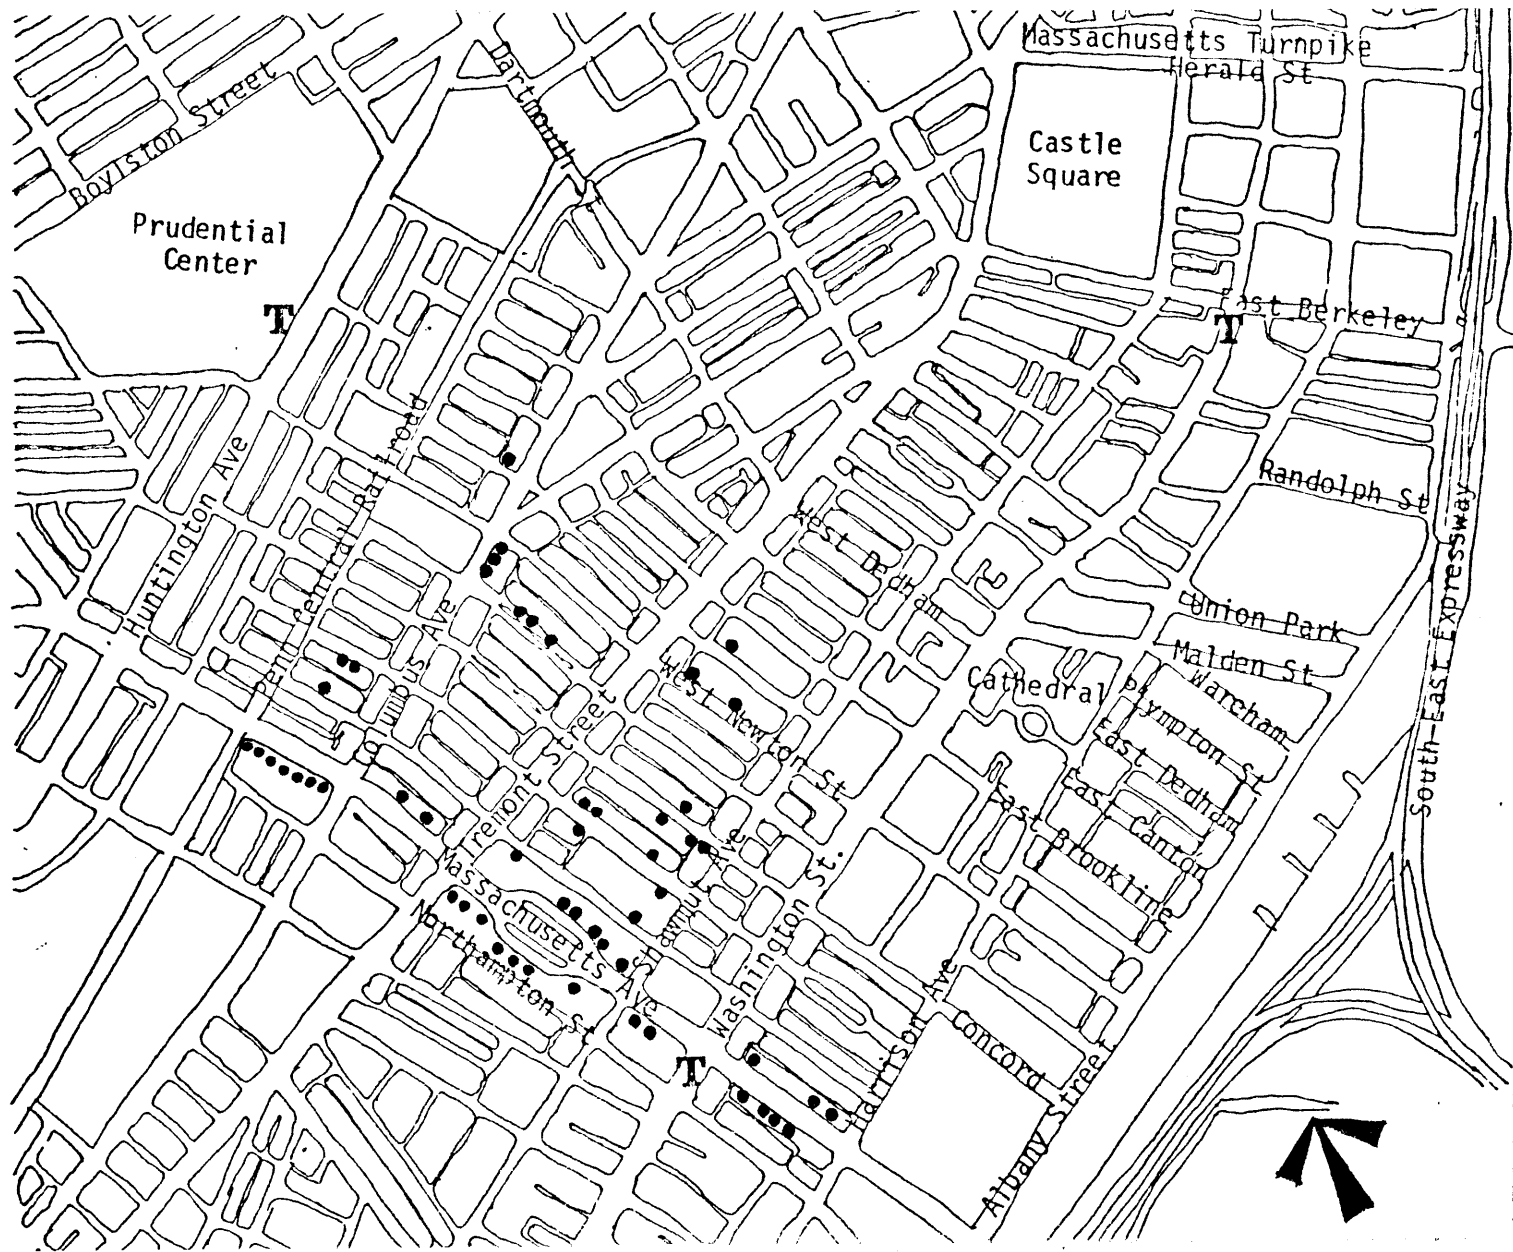 Massachusetts Turnpike
Herald St
Dartmouth
Boylston Street
Castle
Square
Prudential
Center
T
East Berkeley
T
Huntington Ave
Penn Central Railroad
Randolph St
West Dedham
South-East Expressway
Columbus Ave
Union Park
Malden St
West Newton St.
Cathedral
Wareham
Plympton St
East Dedham
Tremont Street
East Canton
East Brookline
Massachusetts Ave
Northampton St
Shawmut Ave
Washington St.
T
Harrison Ave
Concord
Albany Street